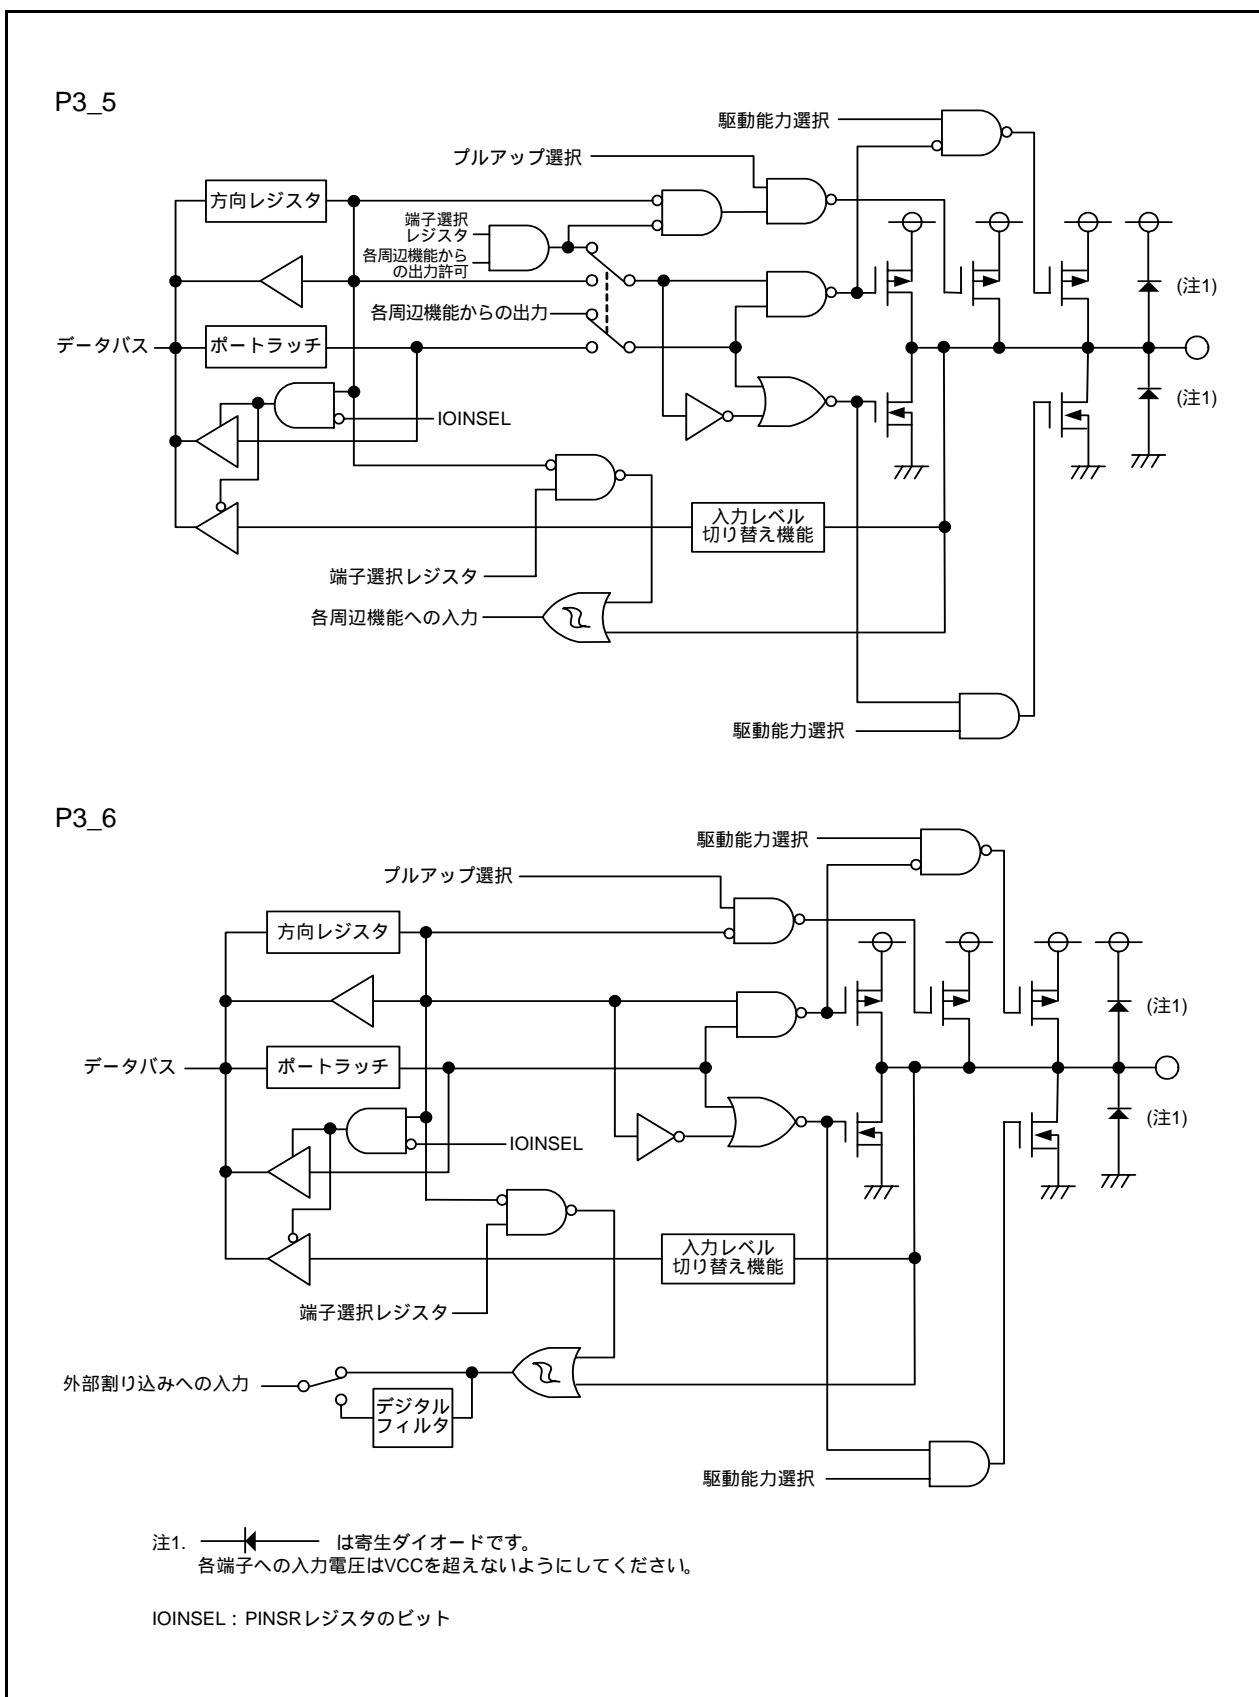 P3_5
駆動能力選択
プルアップ選択
方向レジスタ
端子選択
レジスタ
各周辺機能から
の出力許可
(注1)
各周辺機能からの出力
データバス
ポートラッチ
(注1)
IOINSEL
入力レベル
切り替え機能
端子選択レジスタ
各周辺機能への入力
駆動能力選択
P3_6
駆動能力選択
プルアップ選択
方向レジスタ
(注1)
データバス
ポートラッチ
(注1)
IOINSEL
入力レベル
切り替え機能
端子選択レジスタ
外部割り込みへの入力
デジタル
フィルタ
駆動能力選択
注1. は寄生ダイオードです。
各端子への入力電圧はVCCを超えないようにしてください。
IOINSEL : PINSRレジスタのビット